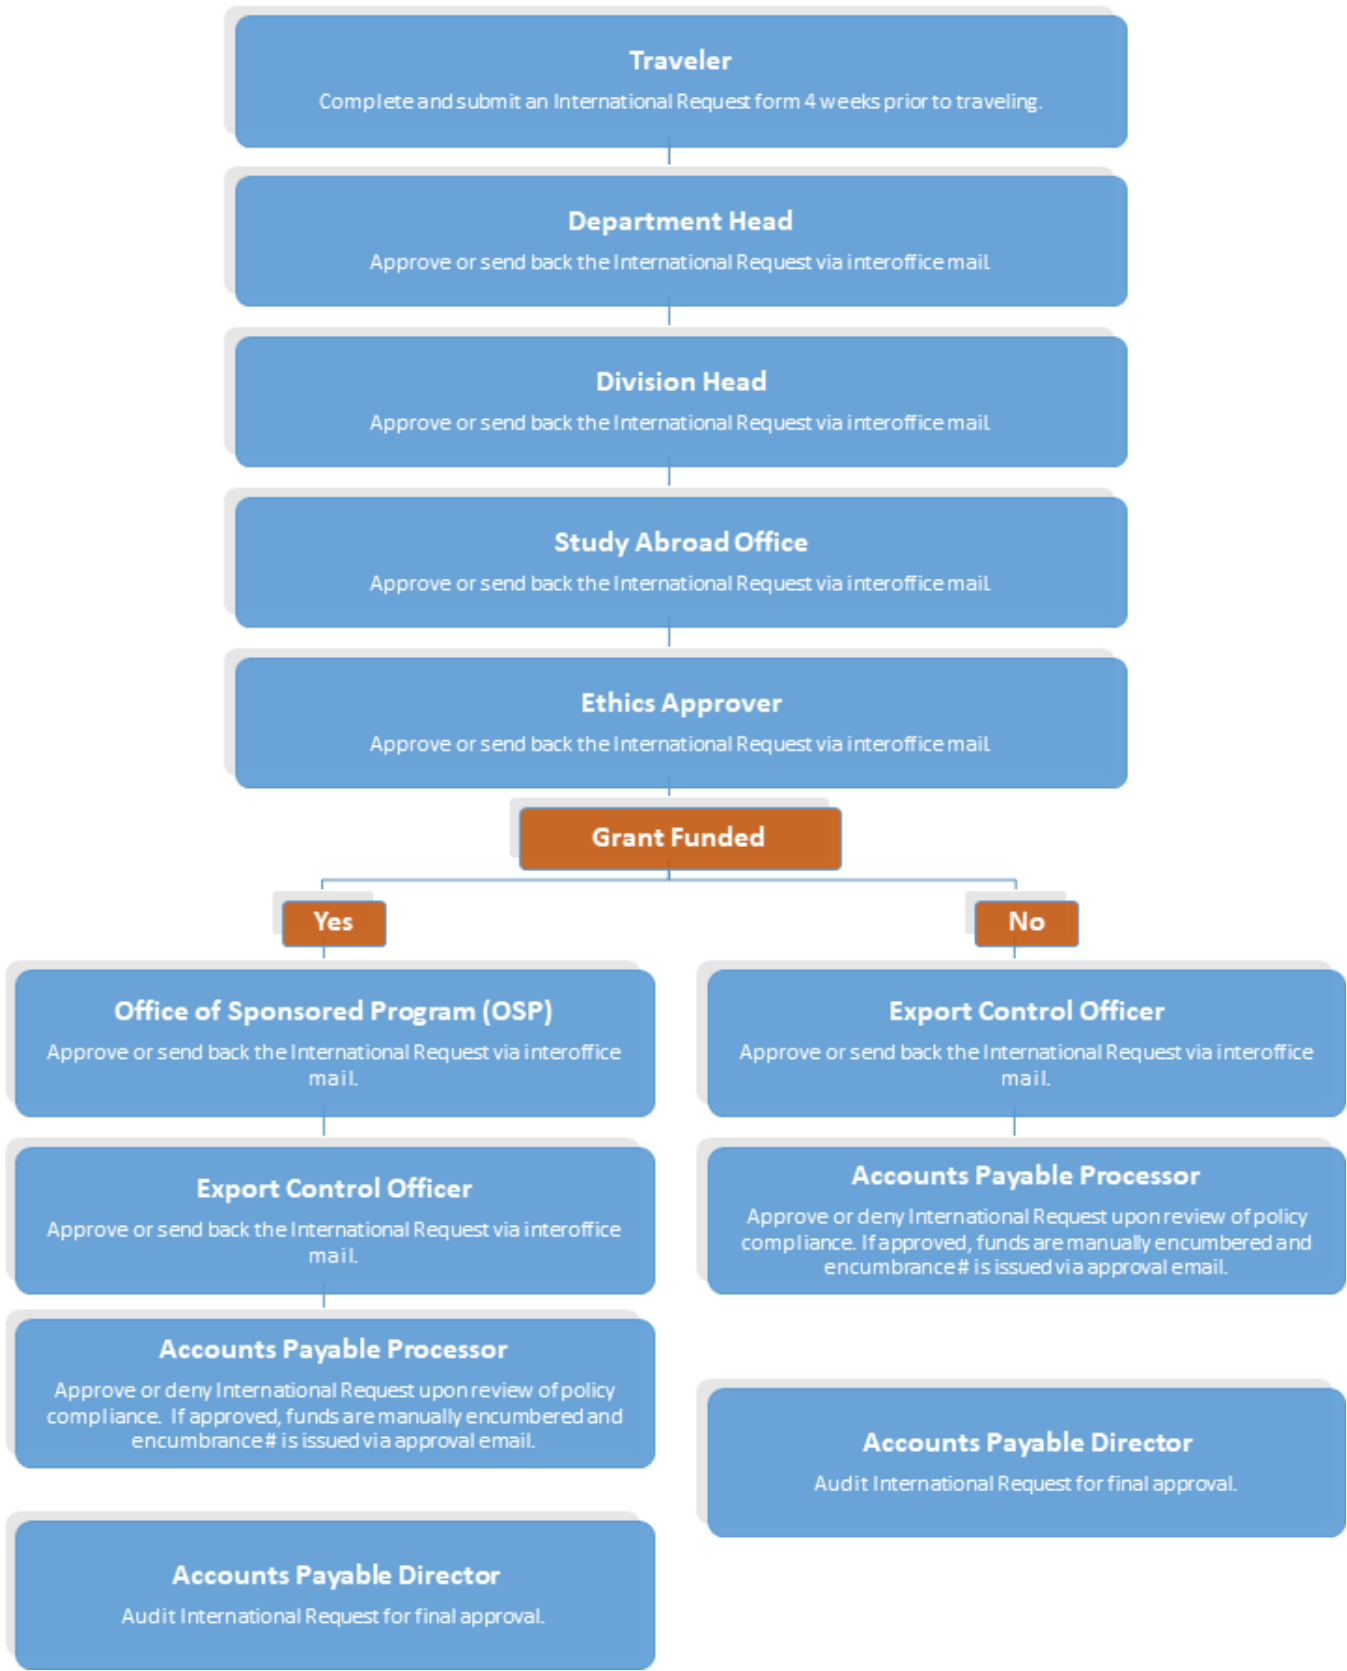 Traveler
Complete and submit an International Request form 4 weeks prior to traveling.
Department Head
Approve or send back the International Request via interoffice mail.
Division Head
Approve or send back the International Request via interoffice mail.
Study Abroad Office
Approve or send back the International Request via interoffice mail.
Ethics Approver
Approve or send back the International Request via interoffice mail.
Grant Funded
Yes
Office of Sponsored Program (OSP)
Approve or send back the International Request via interoffice
mail.
Export Control Officer
Approve or send back the International Request via interoffice
mail.
Accounts Payable Processor
Approve or deny International Request upon review of policy
compliance. If approved, funds are manually encumbered and
encumbrance # is issued via approval email.
Accounts Payable Director
Audit International Request for final approval.
No
Export Control Officer
Approve or send back the International Request via interoffice
mail.
Accounts Payable Processor
Approve or deny International Request upon review of policy
compliance. If approved, funds are manually encumbered and
encumbrance # is issued via approval email.
Accounts Payable Director
Audit International Request for final approval.